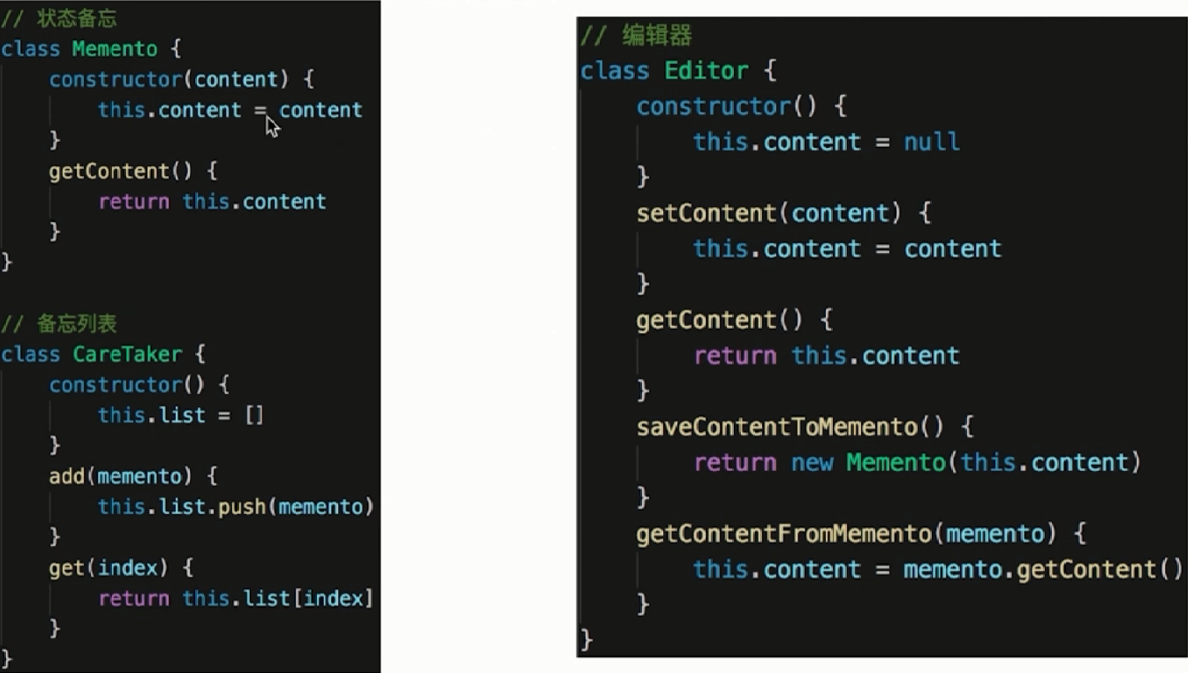 // 状态备忘
class Memento {
    constructor(content) {
        this.content = content
    }
    getContent() {
        return this.content
    }
}
// 备忘列表
class CareTaker {
    constructor() {
        this.list = []
    }
    add(memento) {
        this.list.push(memento)
    }
    get(index) {
        return this.list[index]
    }
}
// 编辑器
class Editor {
    constructor() {
        this.content = null
    }
    setContent(content) {
        this.content = content
    }
    getContent() {
        return this.content
    }
    saveContentToMemento() {
        return new Memento(this.content)
    }
    getContentFromMemento(memento) {
        this.content = memento.getContent()
    }
}